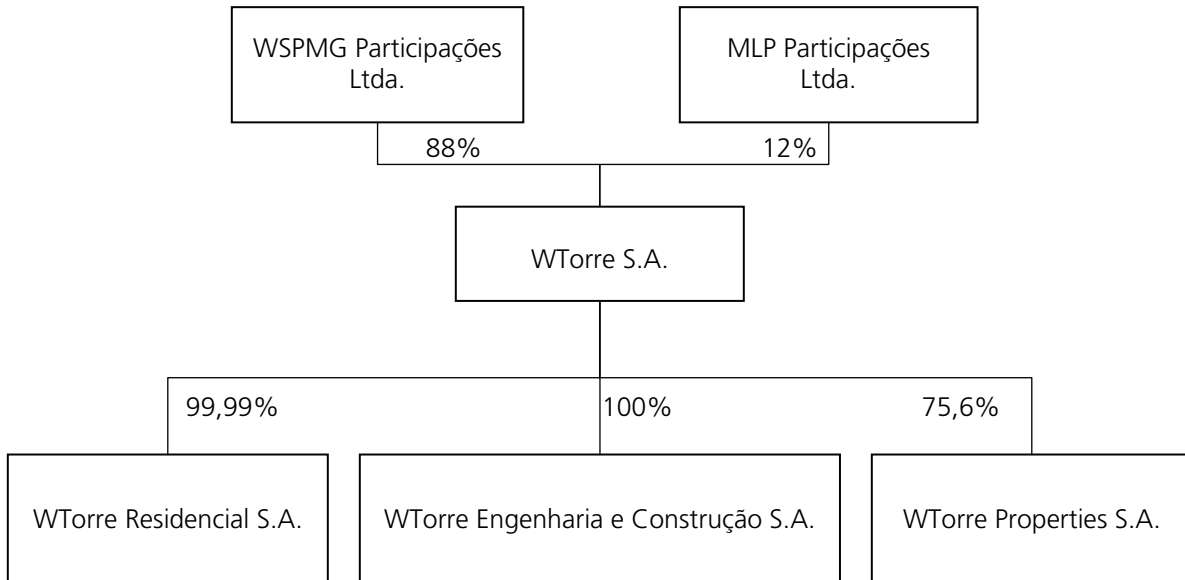 WSPMG Participações
Ltda.
MLP Participações
Ltda.
88%
12%
WTorre S.A.
99,99%
100%
75,6%
WTorre Residencial S.A.
WTorre Engenharia e Construção S.A.
WTorre Properties S.A.